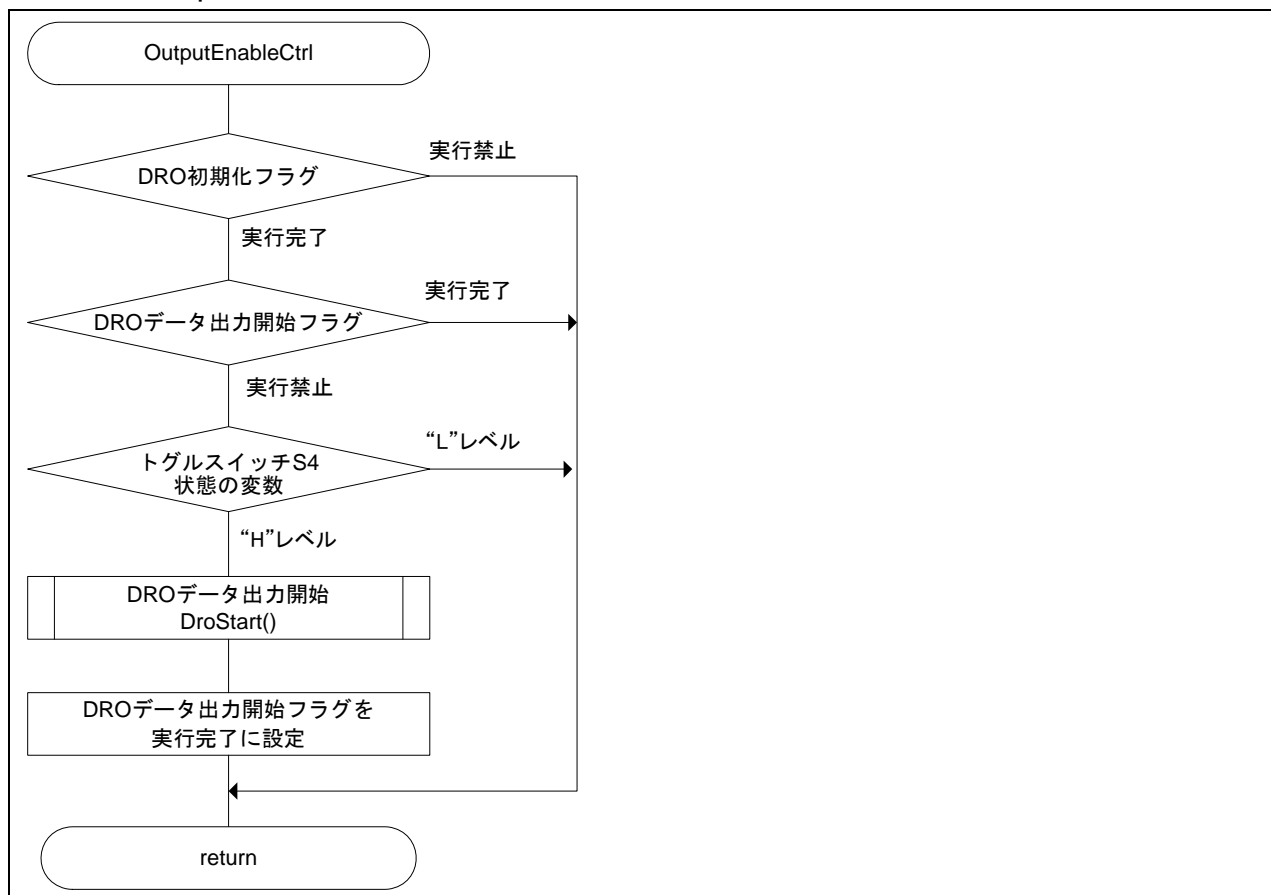 OutputEnableCtrl
実行禁止
DRO初期化フラグ
実行完了
実行完了
DROデータ出力開始フラグ
実行禁止
“L”レベル
トグルスイッチS4
状態の変数
“H”レベル
DROデータ出力開始
DroStart()
DROデータ出力開始フラグを
実行完了に設定
return